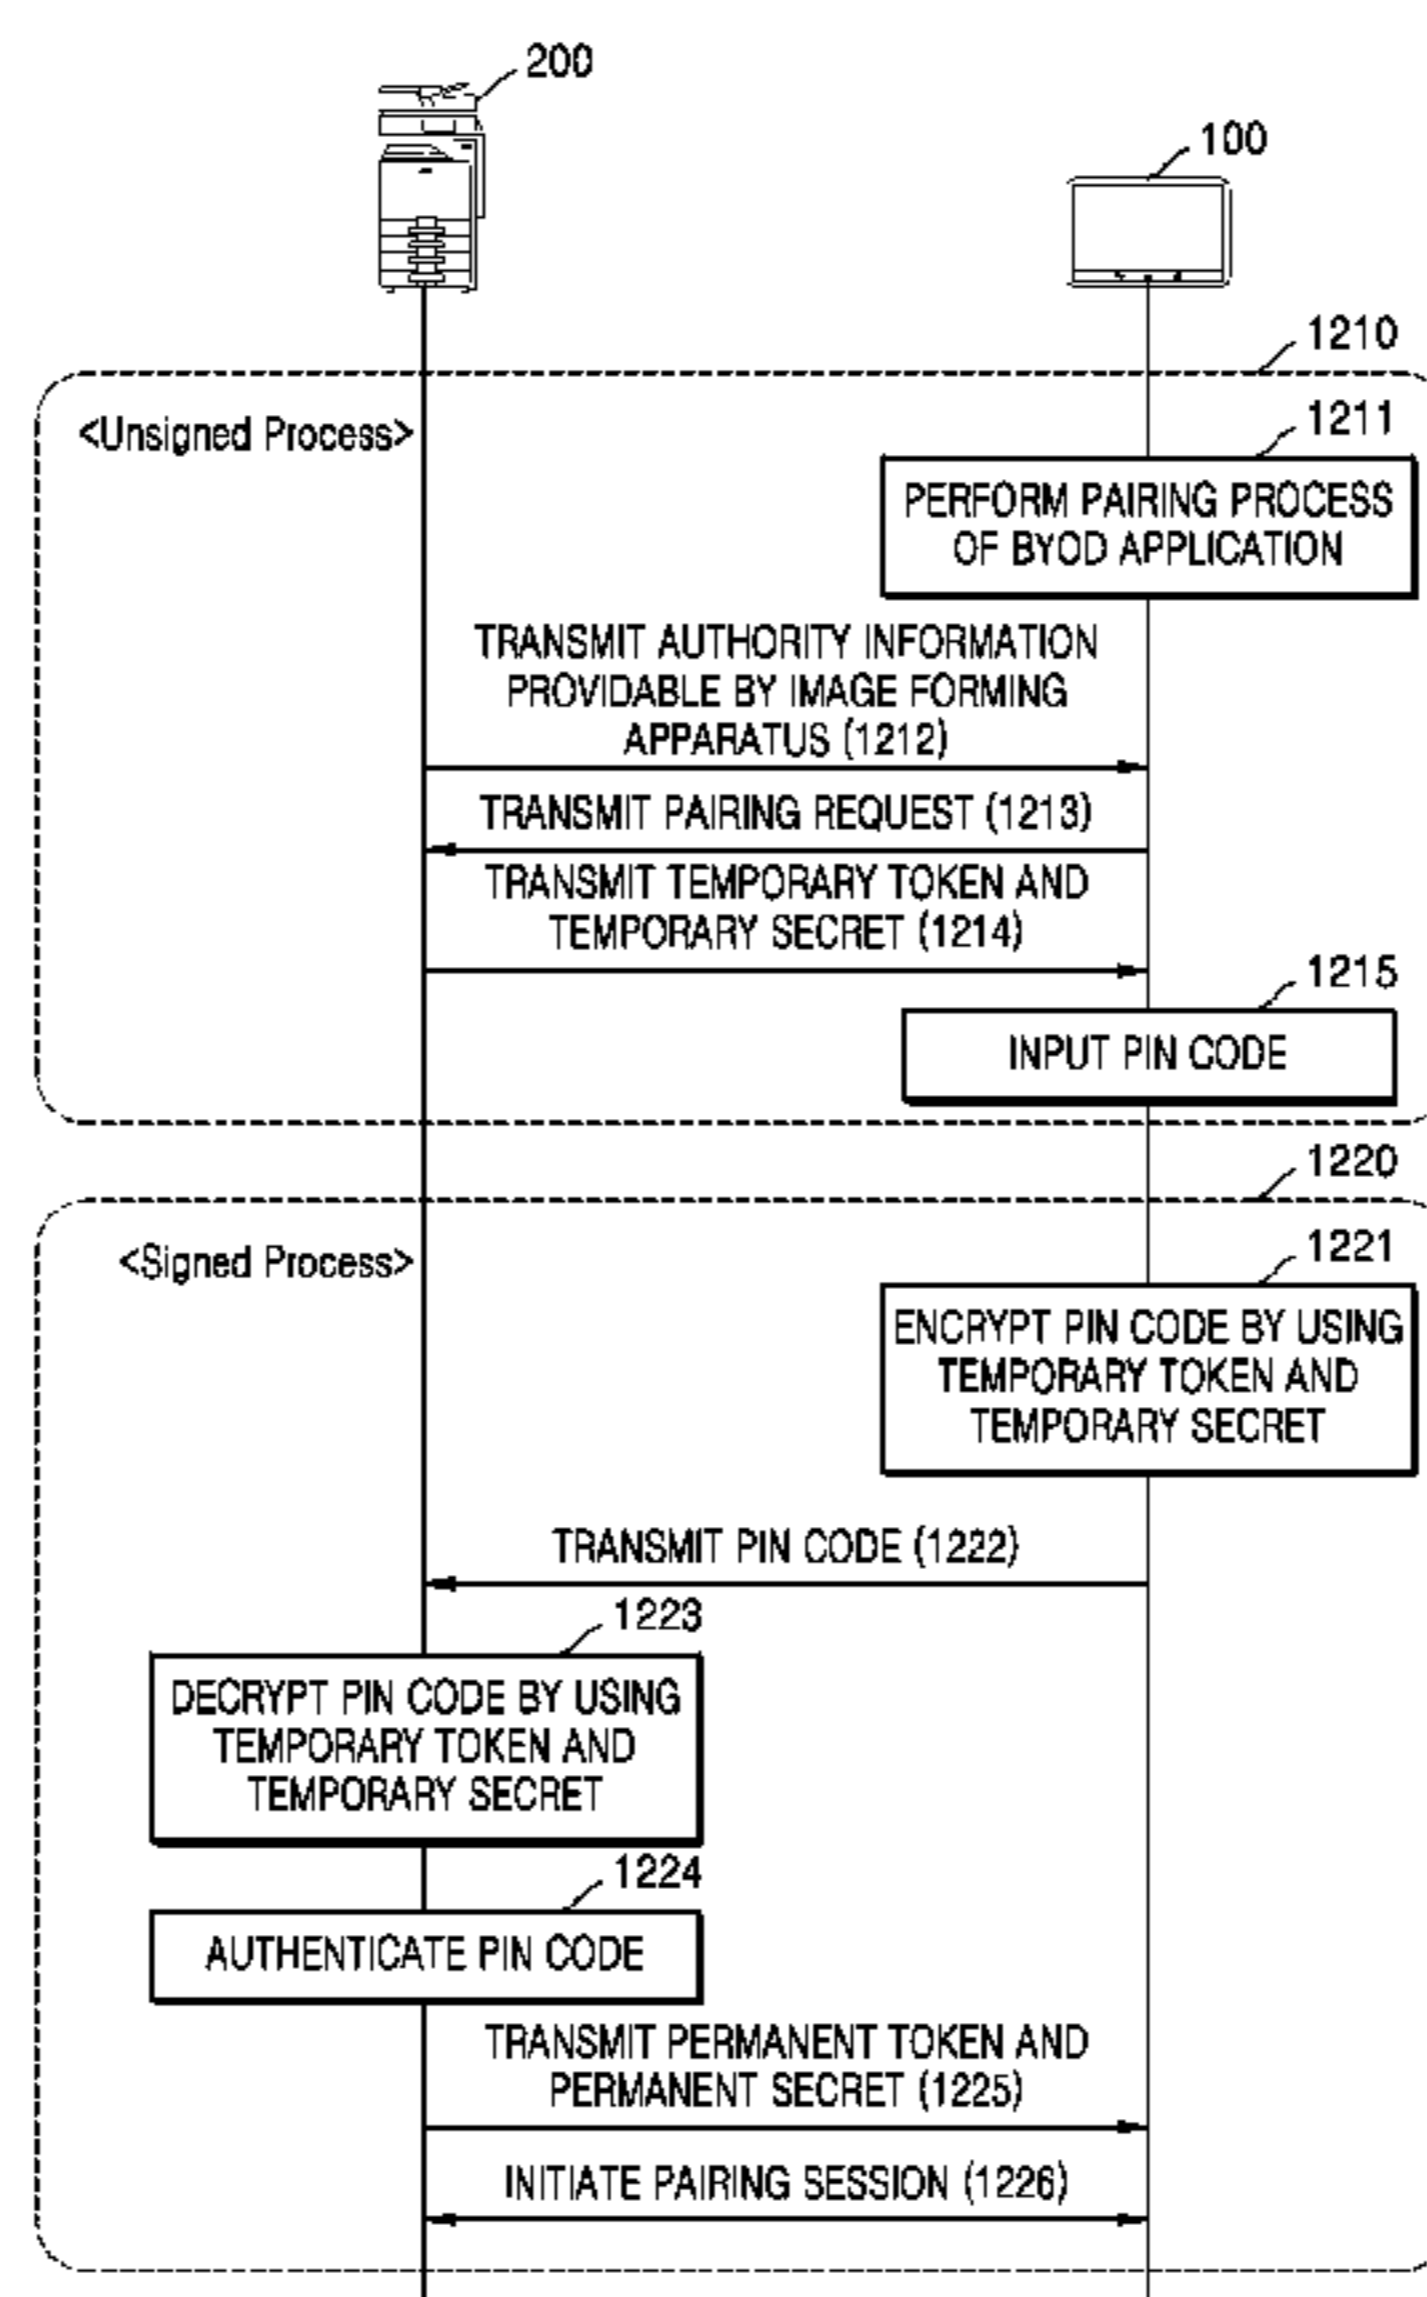 200
100
1210
<Unsigned Process>
1211
PERFORM PAIRING PROCESS
OF BYOD APPLICATION
TRANSMIT AUTHORITY INFORMATION
PROVIDABLE BY IMAGE FORMING
APPARATUS (1212)
TRANSMIT PAIRING REQUEST (1213)
TRANSMIT TEMPORARY TOKEN AND
TEMPORARY SECRET (1214)
1215
INPUT PIN CODE
1220
<Signed Process>
1221
ENCRYPT PIN CODE BY USING
TEMPORARY TOKEN AND
TEMPORARY SECRET
TRANSMIT PIN CODE (1222)
1223
DECRYPT PIN CODE BY USING
TEMPORARY TOKEN AND
TEMPORARY SECRET
1224
AUTHENTICATE PIN CODE
TRANSMIT PERMANENT TOKEN AND
PERMANENT SECRET (1225)
INITIATE PAIRING SESSION (1226)